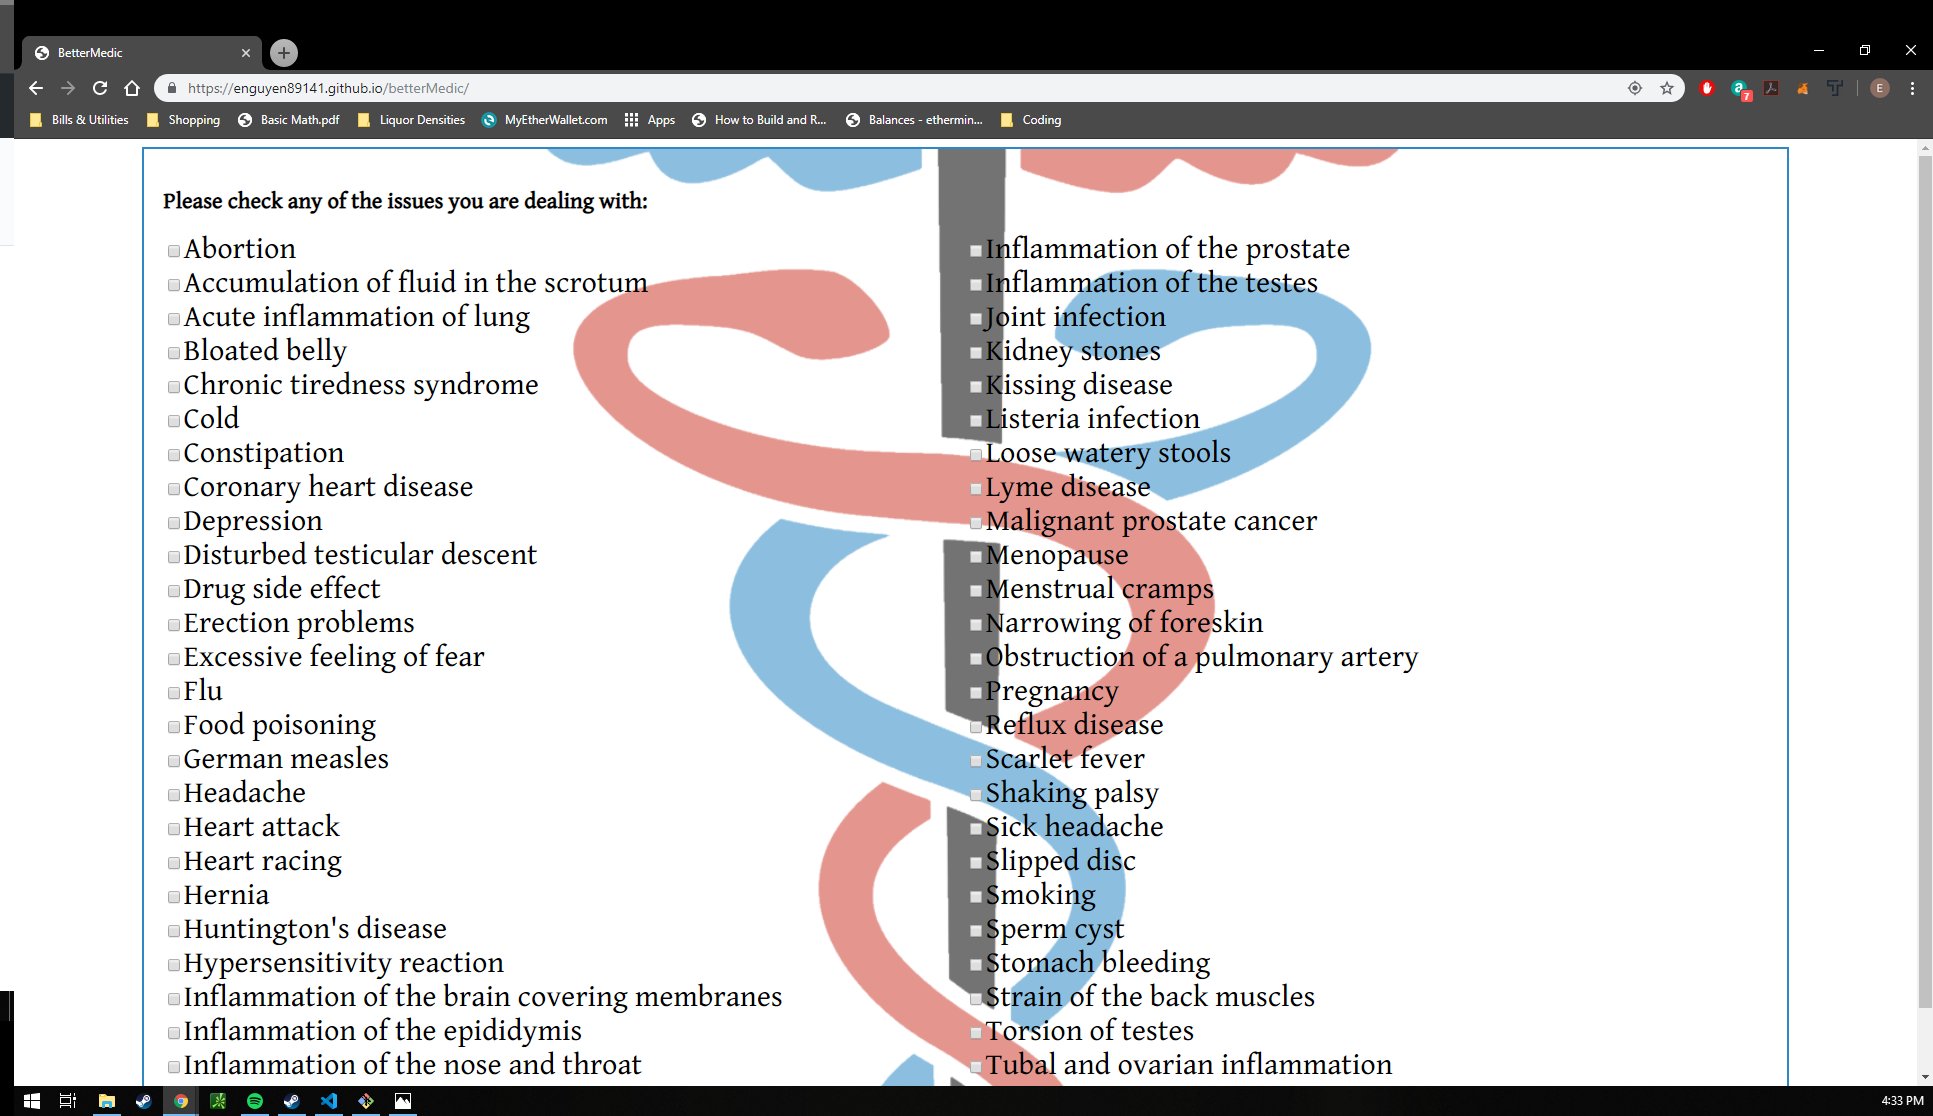 BetterMedic
https://enguyen89141.github.io/betterMedic/
7
E
Bills & Utilities
Shopping
Basic Math.pdf
Liquor Densities
MyEtherWallet.com
Apps
How to Build and R...
Balances - ethermin...
Coding
Please check any of the issues you are dealing with:
Abortion
Accumulation of fluid in the scrotum
Acute inflammation of lung
Bloated belly
Chronic tiredness syndrome
Cold
Constipation
Coronary heart disease
Depression
Disturbed testicular descent
Drug side effect
Erection problems
Excessive feeling of fear
Flu
Food poisoning
German measles
Headache
Heart attack
Heart racing
Hernia
Huntington's disease
Hypersensitivity reaction
Inflammation of the brain covering membranes
Inflammation of the epididymis
Inflammation of the nose and throat
Inflammation of the prostate
Inflammation of the testes
Joint infection
Kidney stones
Kissing disease
Listeria infection
Loose watery stools
Lyme disease
Malignant prostate cancer
Menopause
Menstrual cramps
Narrowing of foreskin
Obstruction of a pulmonary artery
Pregnancy
Reflux disease
Scarlet fever
Shaking palsy
Sick headache
Slipped disc
Smoking
Sperm cyst
Stomach bleeding
Strain of the back muscles
Torsion of testes
Tubal and ovarian inflammation
4:33 PM